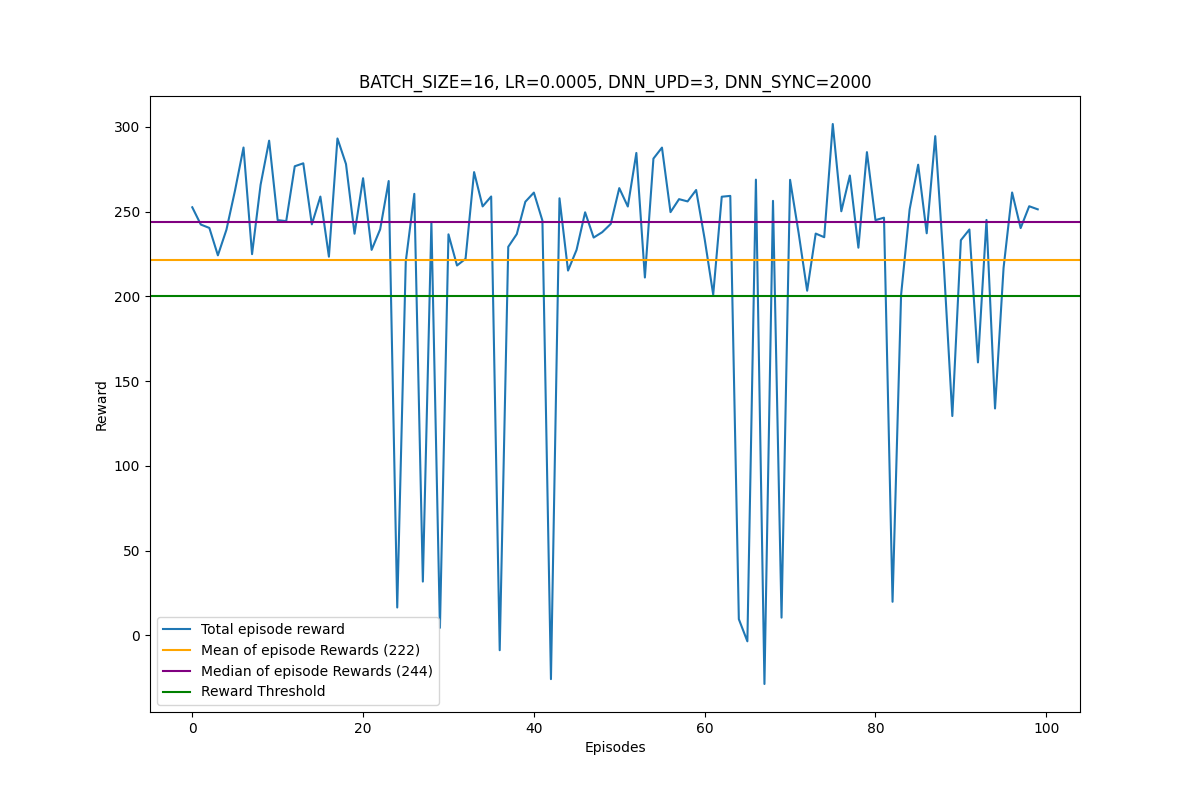 BATCH_SIZE=16, LR=0.0005, DNN_UPD=3, DNN_SYNC=2000
300
250
200
150
100
50
0
Reward
Total episode reward
Mean of episode Rewards (222)
Median of episode Rewards (244)
Reward Threshold
0 20 40 60 80 100
Episodes